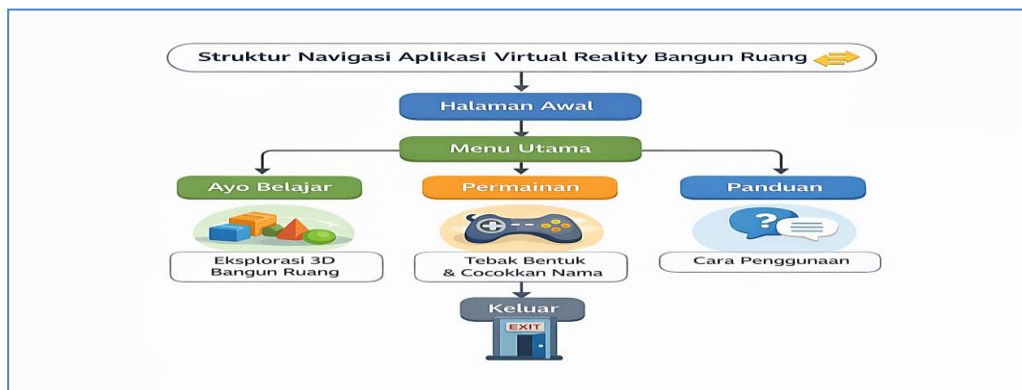 Struktur Navigasi Aplikasi Virtual Reality Bangun Ruang
Halaman Awal
Menu Utama
Ayo Belajar
Permainan
Panduan
?
Eksplorasi 3D
Bangun Ruang
Tebak Bentuk
& Cocokkan Nama
Cara Penggunaan
Keluar
EXIT